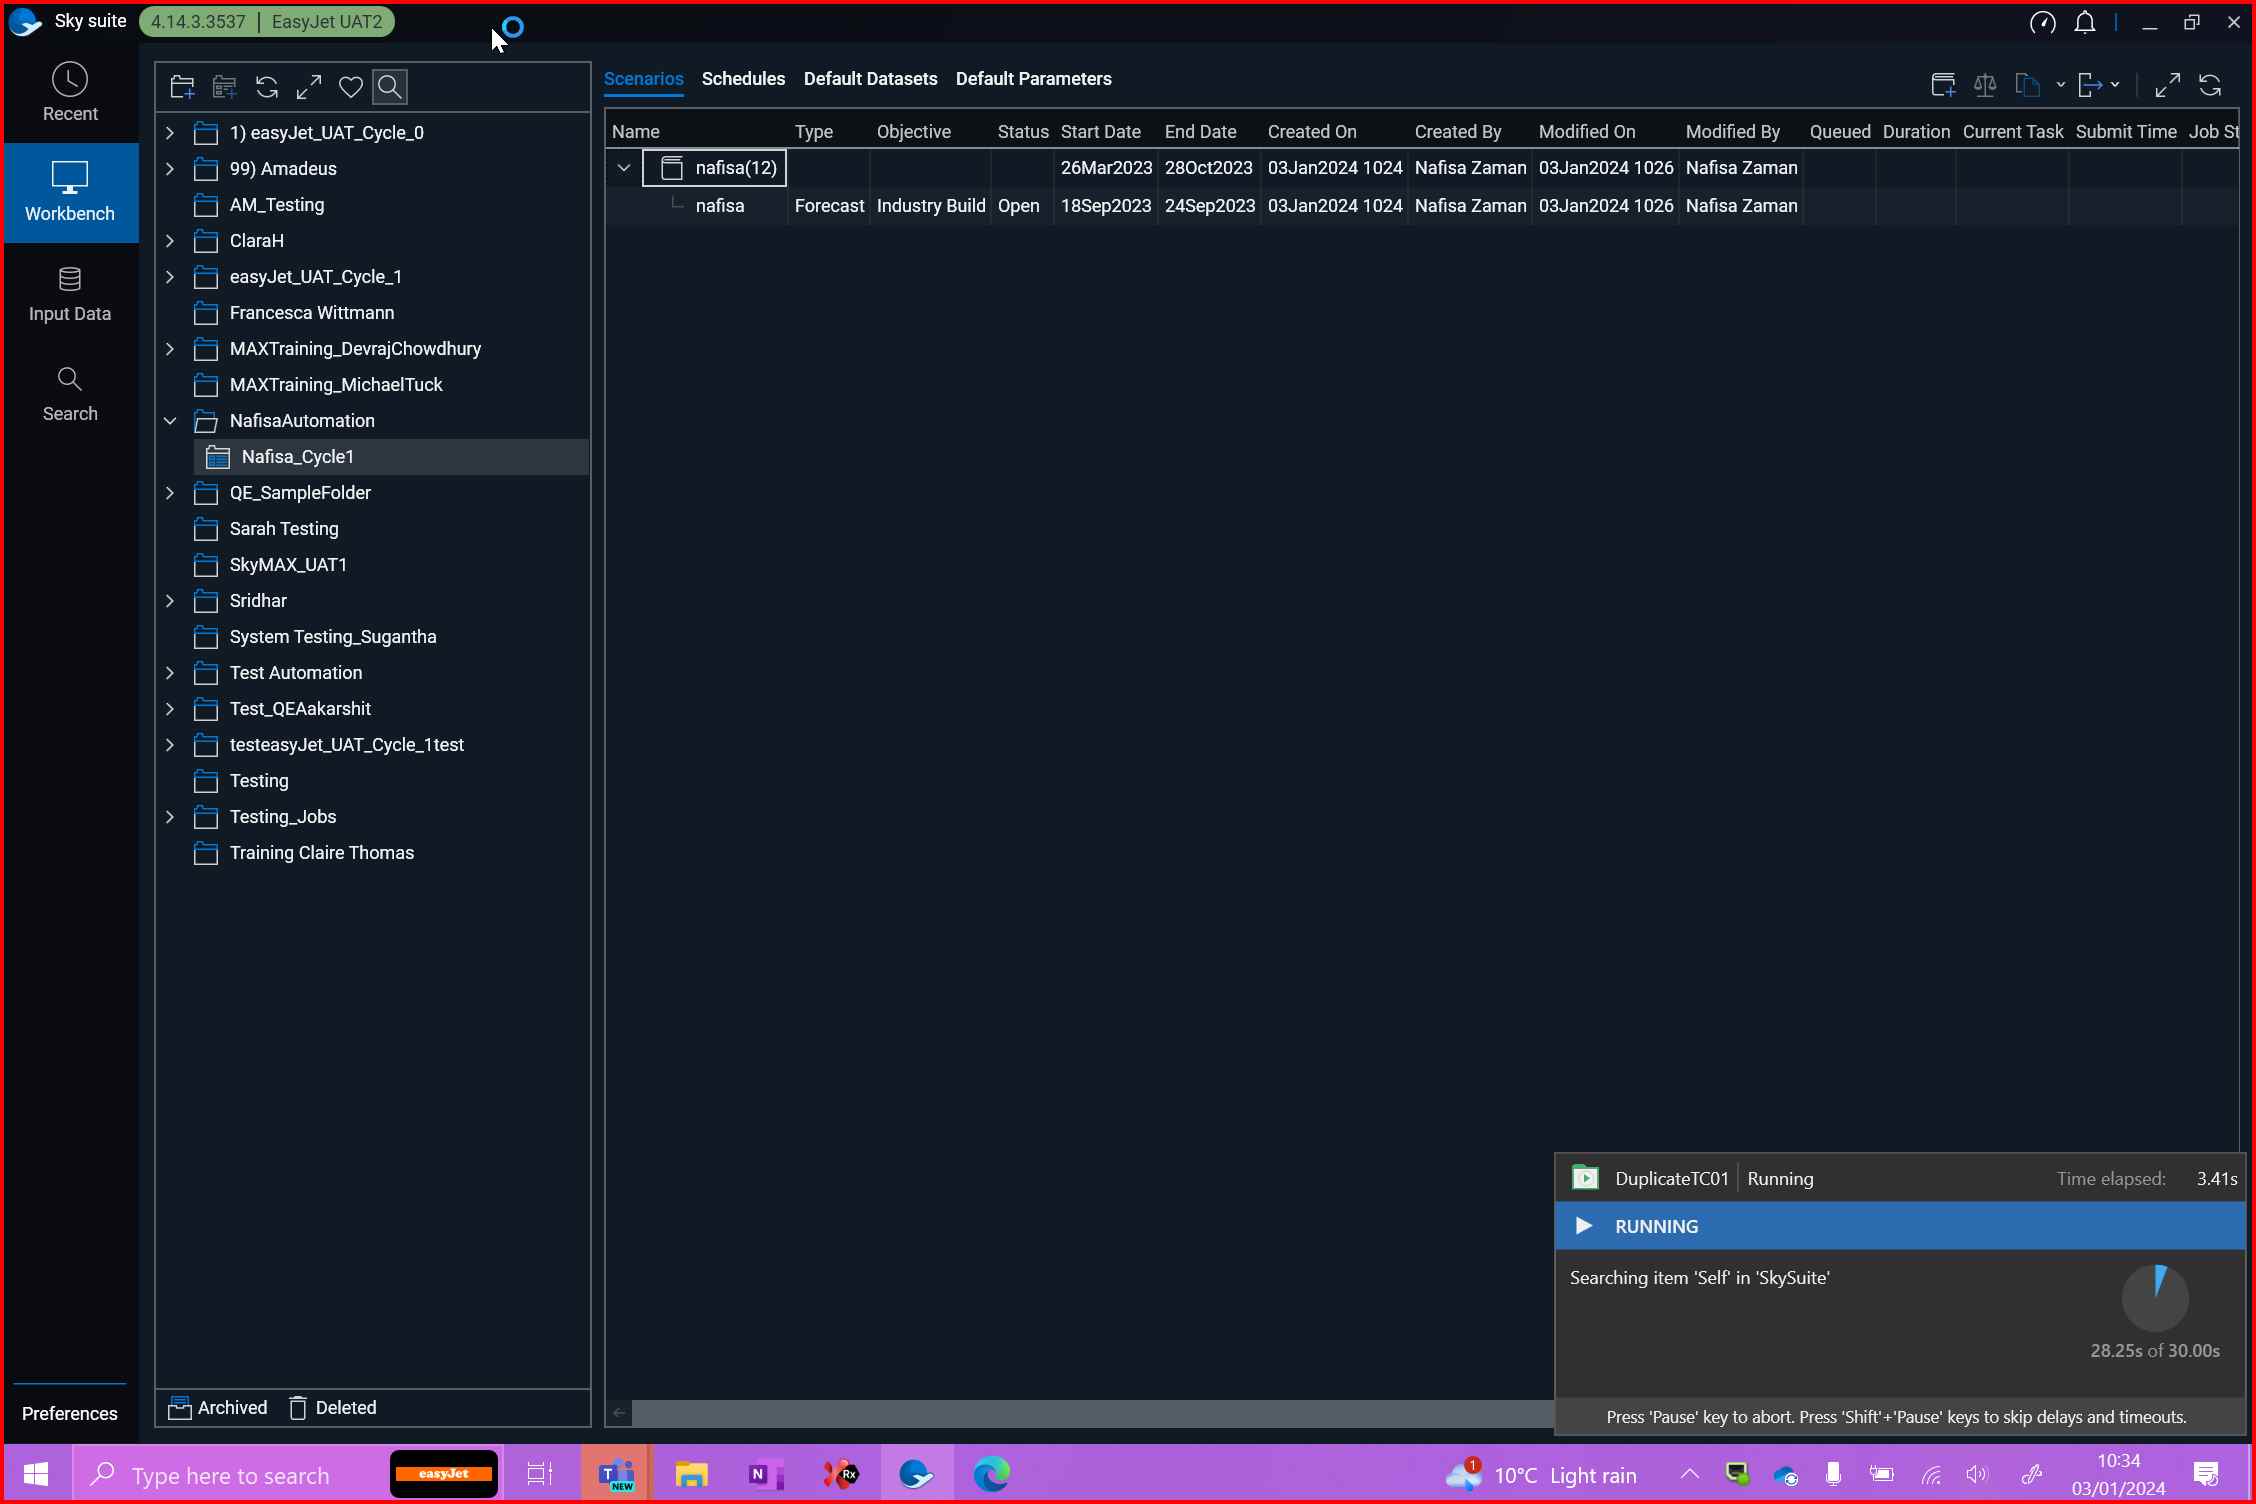 Sky suite 4.14.3.3537 | EasyJet UAT2
Recent
Workbench
Input Data
Search
Preferences
1) easyJet_UAT_Cycle_0
99) Amadeus
AM_Testing
ClaraH
easyJet_UAT_Cycle_1
Francesca Wittmann
MAXTraining_DevrajChowdhury
MAXTraining_MichaelTuck
NafisaAutomation
Nafisa_Cycle1
QE_SampleFolder
Sarah Testing
SkyMAX_UAT1
Sridhar
System Testing_Sugantha
Test Automation
Test_QEAakarshit
testeasyJet_UAT_Cycle_1test
Testing
Testing_Jobs
Training Claire Thomas
Archived Deleted
Scenarios Schedules Default Datasets Default Parameters
Name Type Objective Status Start Date End Date Created On Created By Modified On Modified By Queued Duration Current Task Submit Time Job St
nafisa(12) 26Mar2023 28Oct2023 03Jan2024 1024 Nafisa Zaman 03Jan2024 1026 Nafisa Zaman
nafisa Forecast Industry Build Open 18Sep2023 24Sep2023 03Jan2024 1024 Nafisa Zaman 03Jan2024 1026 Nafisa Zaman
DuplicateTC01 Running Time elapsed: 3.41s
RUNNING
Searching item 'Self' in 'SkySuite'
28.25s of 30.00s
Press 'Pause' key to abort. Press 'Shift'+'Pause' keys to skip delays and timeouts.
Type here to search easyJet T NEW N Rx 1 10°C Light rain 10:34
03/01/2024